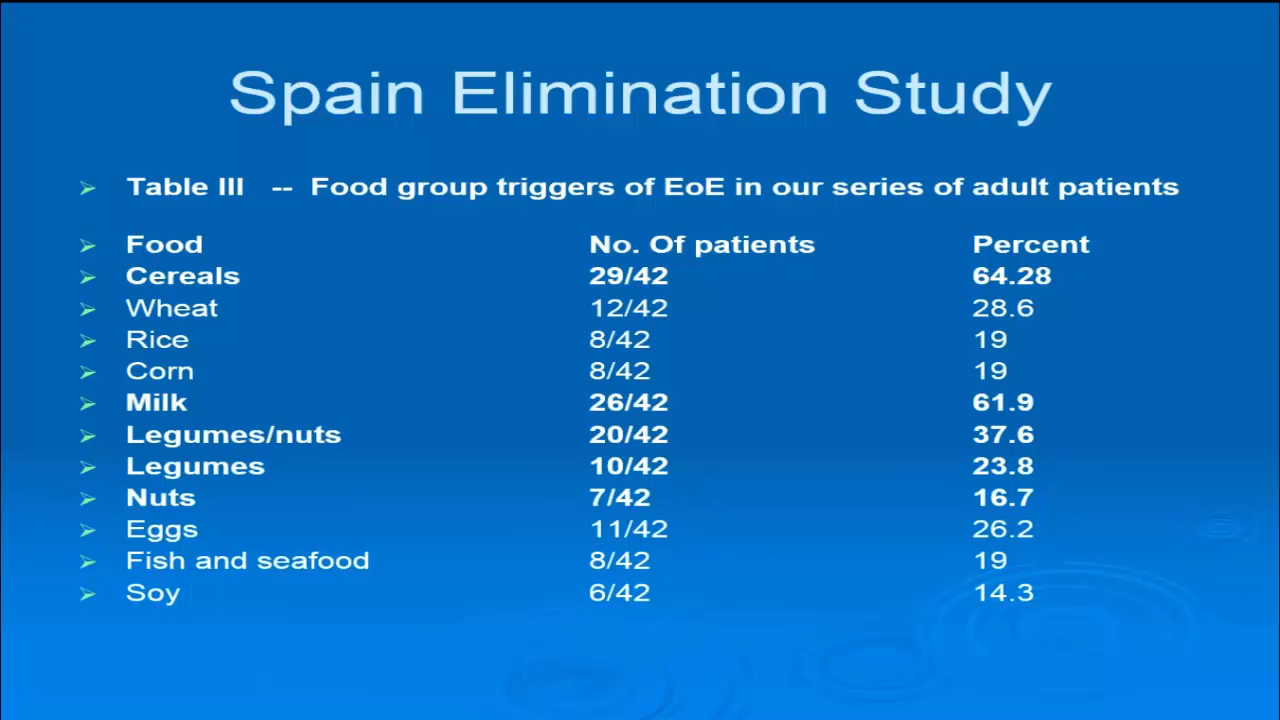 Spain Elimination Study
Table III -- Food group triggers of EoE in our series of adult patients
Food No. Of patients Percent
Cereals 29/42 64.28
Wheat 12/42 28.6
Rice 8/42 19
Corn 8/42 19
Milk 26/42 61.9
Legumes/nuts 20/42 37.6
Legumes 10/42 23.8
Nuts 7/42 16.7
Eggs 11/42 26.2
Fish and seafood 8/42 19
Soy 6/42 14.3